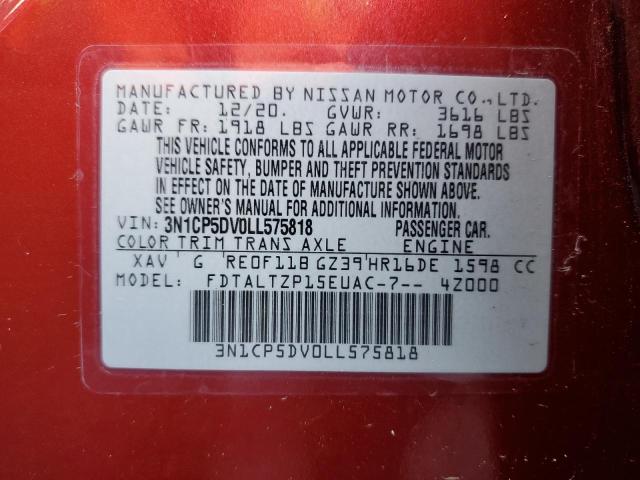 MANUFACTURED BY NISSAN MOTOR CO., LTD.
DATE: 12/20. GVWR: 3616 LBS
GAWR FR: 1918 LBS GAWR RR: 1698 LBS
THIS VEHICLE CONFORMS TO ALL APPLICABLE FEDERAL MOTOR
VEHICLE SAFETY, BUMPER AND THEFT PREVENTION STANDARDS
IN EFFECT ON THE DATE OF MANUFACTURE SHOWN ABOVE.
SEE OWNER'S MANUAL FOR ADDITIONAL INFORMATION.
VIN: 3N1CP5DV0LL575818 PASSENGER CAR.
COLOR TRIM TRANS AXLE ENGINE
XAV G RE0F11B GZ39 HR16DE 1598 CC
MODEL: FDTALTZP15EUAC-7-- 4Z000
3N1CP5DV0LL575818